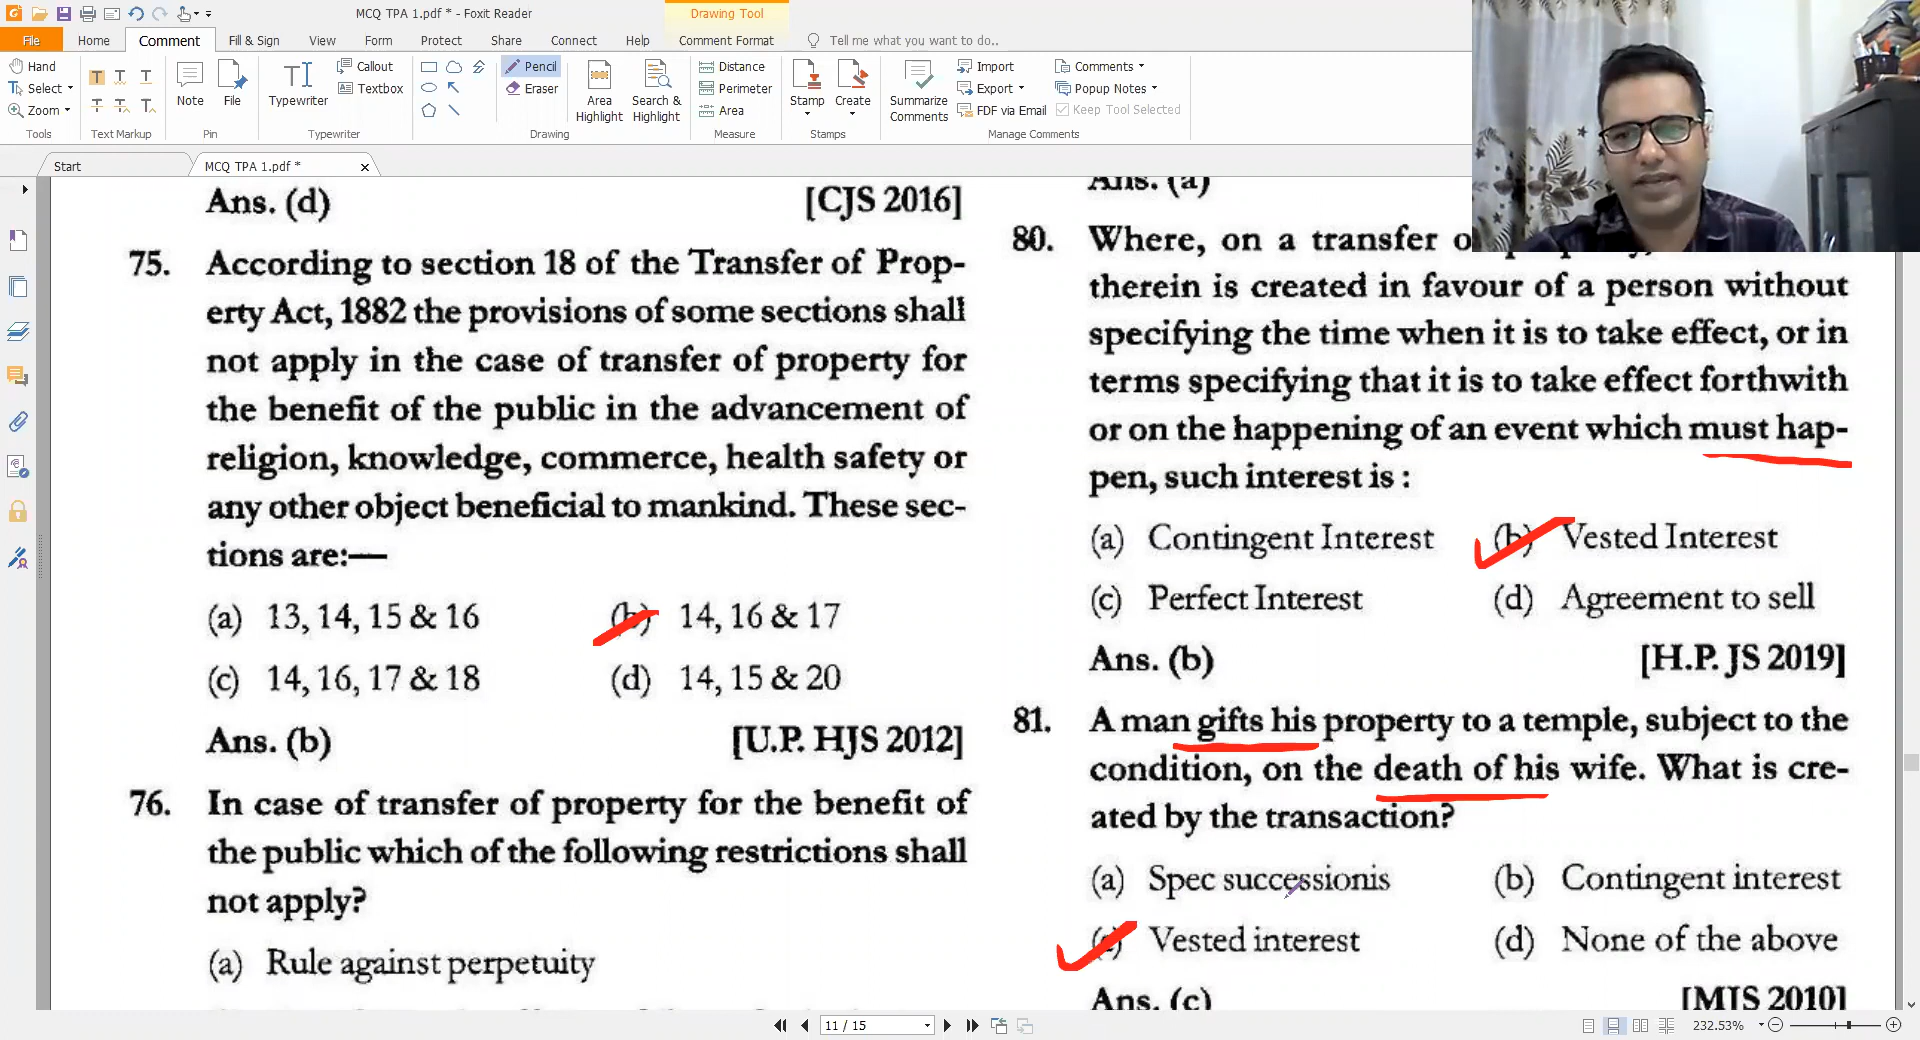 MCQ TPA 1.pdf * - Foxit Reader
Drawing Tool
File Home Comment Fill & Sign View Form Protect Share Connect Help Comment Format Tell me what you want to do..
Hand
Select
Zoom
Tools
Text Markup
Note
File
Pin
Typewriter
Callout
Textbox
Typewriter
Pencil
Eraser
Area
Highlight
Search &
Highlight
Drawing
Distance
Perimeter
Area
Measure
Stamp
Create
Stamps
Summarize
Comments
Import
Export
FDF via Email
Comments
Popup Notes
Keep Tool Selected
Manage Comments
Start
MCQ TPA 1.pdf *
Ans. (d) [CJS 2016]
75. According to section 18 of the Transfer of Prop-
erty Act, 1882 the provisions of some sections shall
not apply in the case of transfer of property for
the benefit of the public in the advancement of
religion, knowledge, commerce, health safety or
any other object beneficial to mankind. These sec-
tions are:—
(a) 13, 14, 15 & 16 (b) 14, 16 & 17
(c) 14, 16, 17 & 18 (d) 14, 15 & 20
Ans. (b) [U.P. HJS 2012]
76. In case of transfer of property for the benefit of
the public which of the following restrictions shall
not apply?
(a) Rule against perpetuity
Ans. (a)
80. Where, on a transfer
therein is created in favour of a person without
specifying the time when it is to take effect, or in
terms specifying that it is to take effect forthwith
or on the happening of an event which must hap-
pen, such interest is :
(a) Contingent Interest (b) Vested Interest
(c) Perfect Interest (d) Agreement to sell
Ans. (b) [H.P. JS 2019]
81. A man gifts his property to a temple, subject to the
condition, on the death of his wife. What is cre-
ated by the transaction?
(a) Spec successionis (b) Contingent interest
(c) Vested interest (d) None of the above
Ans. (c) [MJS 2010]
11 / 15
232.53%